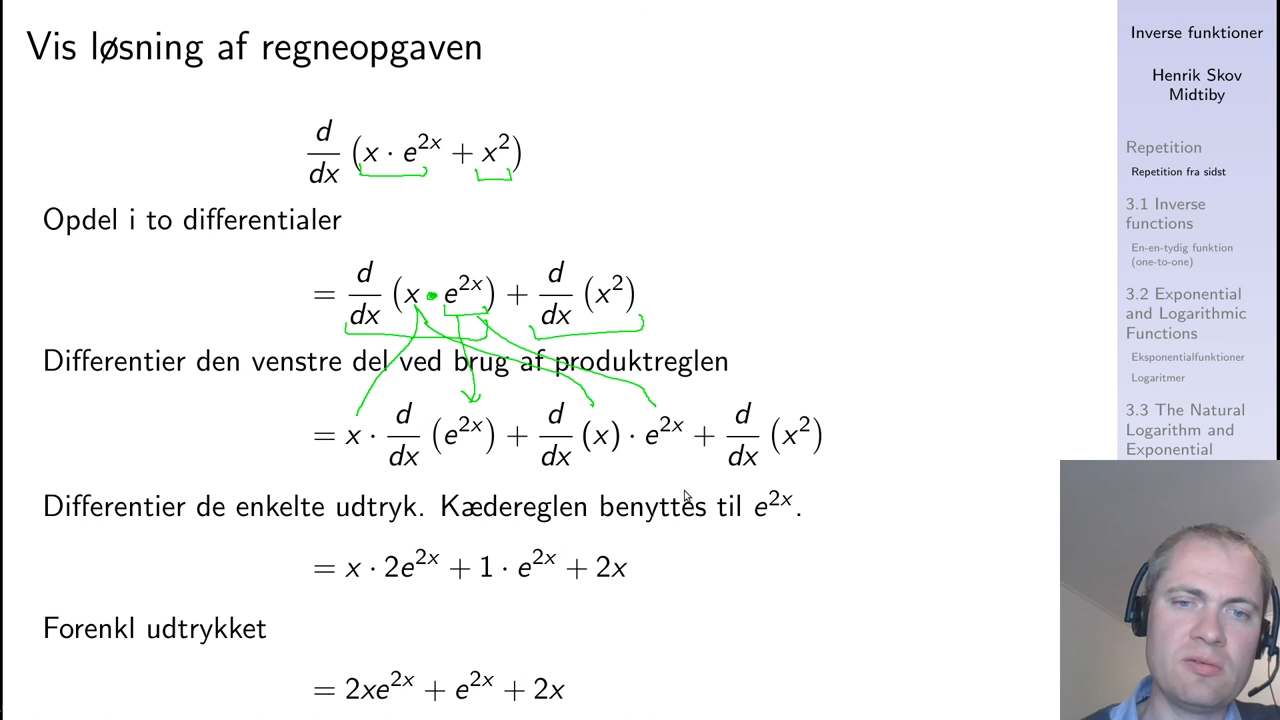 Vis løsning af regneopgaven
d/dx (x · e^{2x} + x^2)
Opdel i to differentialer
= d/dx (x · e^{2x}) + d/dx (x^2)
Differentier den venstre del ved brug af produktreglen
= x · d/dx (e^{2x}) + d/dx (x) · e^{2x} + d/dx (x^2)
Differentier de enkelte udtryk. Kædereglen benyttes til e^{2x}.
= x · 2e^{2x} + 1 · e^{2x} + 2x
Forenkl udtrykket
= 2xe^{2x} + e^{2x} + 2x
Inverse funktioner
Henrik Skov
Midtiby
Repetition
Repetition fra sidst
3.1 Inverse
functions
En-en-tydig funktion
(one-to-one)
3.2 Exponential
and Logarithmic
Functions
Eksponentialfunktioner
Logaritmer
3.3 The Natural
Logarithm and
Exponential